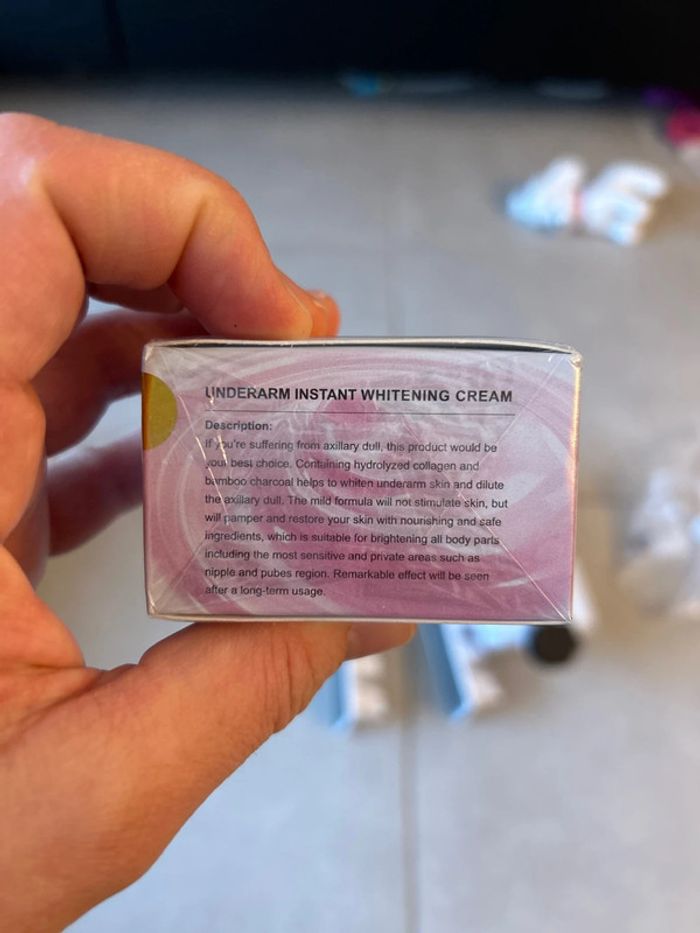 UNDERARM INSTANT WHITENING CREAM
Description:
If you're suffering from axillary dull, this product would be
your best choice. Containing hydrolyzed collagen and
bamboo charcoal helps to whiten underarm skin and dilute
the axillary dull. The mild formula will not stimulate skin, but
will pamper and restore your skin with nourishing and safe
ingredients, which is suitable for brightening all body parts
including the most sensitive and private areas such as
nipple and pubes region. Remarkable effect will be seen
after a long-term usage.